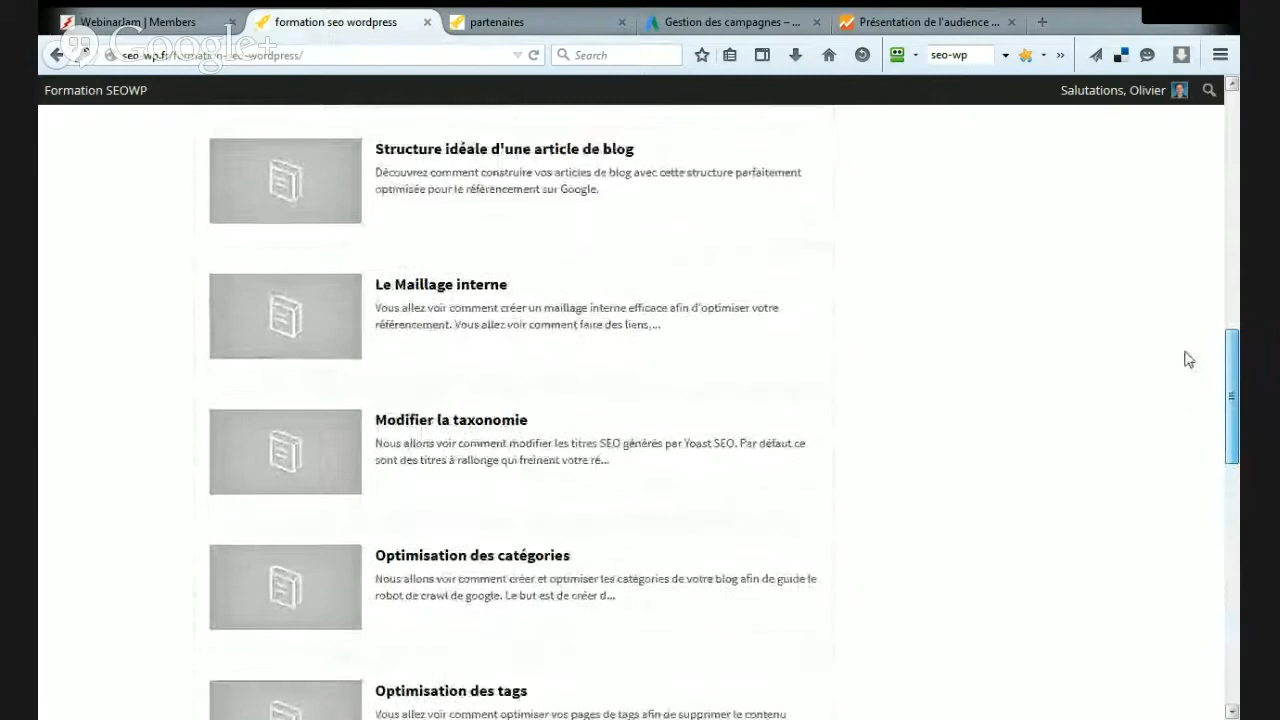 WebinarJam | Members
formation seo wordpress
partenaires
Gestion des campagnes – ...
Présentation de l'audience ...
Google+
seo-wp.fr/formation-seo-wordpress/
Search
seo-wp
Formation SEOWP
Salutations, Olivier
Structure idéale d'une article de blog
Découvrez comment construire vos articles de blog avec cette structure parfaitement
optimisée pour le référencement sur Google.
Le Maillage interne
Vous allez voir comment créer un maillage interne efficace afin d'optimiser votre
référencement. Vous allez voir comment faire des liens,...
Modifier la taxonomie
Nous allons voir comment modifier les titres SEO générés par Yoast SEO. Par défaut ce
sont des titres à rallonge qui freinent votre ré...
Optimisation des catégories
Nous allons voir comment créer et optimiser les catégories de votre blog afin de guide le
robot de crawl de google. Le but est de créer d...
Optimisation des tags
Vous allez voir comment optimiser vos pages de tags afin de supprimer le contenu